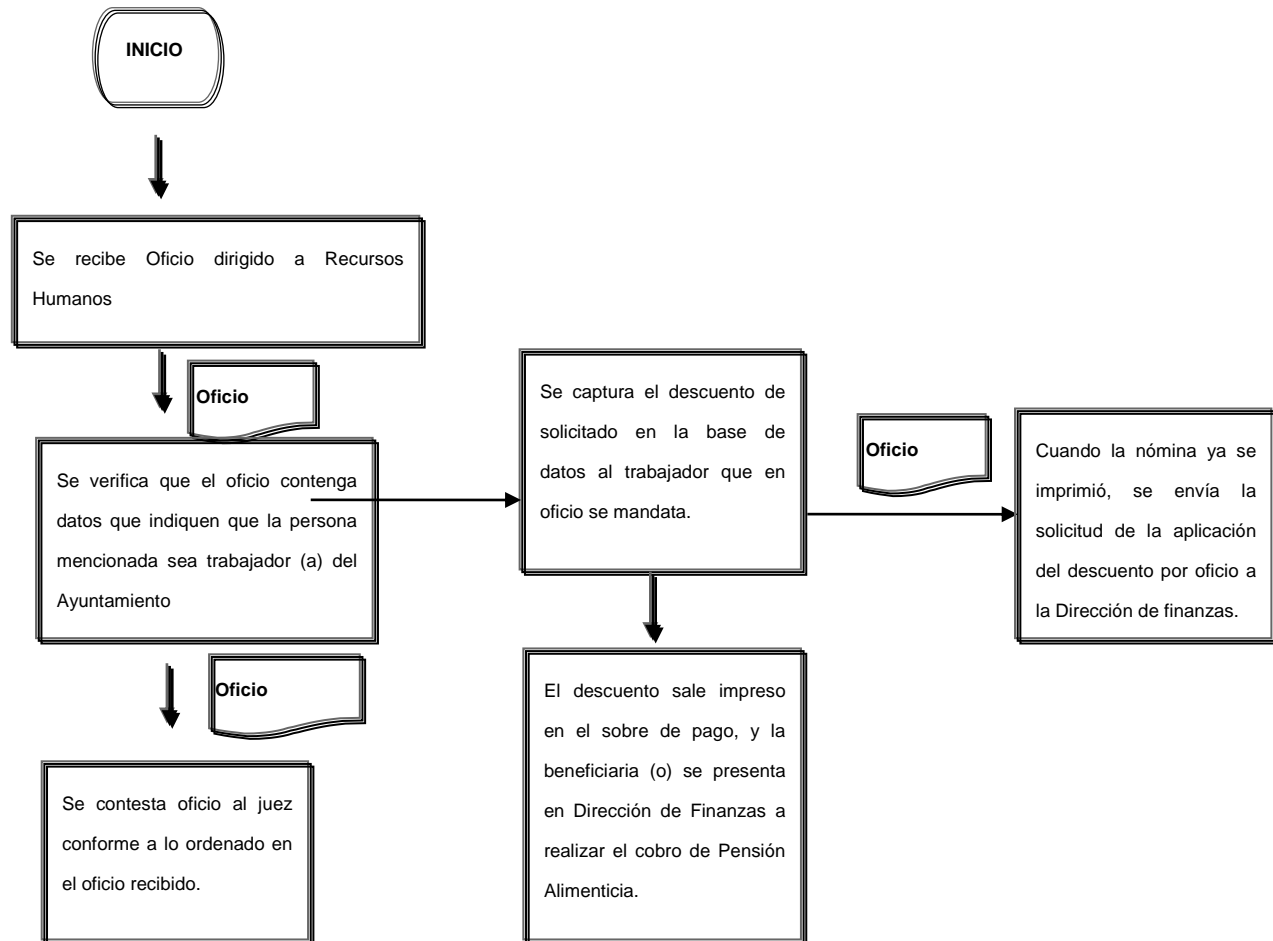 INICIO
Se recibe Oficio dirigido a Recursos
Humanos
Oficio
Se verifica que el oficio contenga
datos que indiquen que la persona
mencionada sea trabajador (a) del
Ayuntamiento
Oficio
Se contesta oficio al juez
conforme a lo ordenado en
el oficio recibido.
Se captura el descuento de
solicitado en la base de
datos al trabajador que en
oficio se mandata.
El descuento sale impreso
en el sobre de pago, y la
beneficiaria (o) se presenta
en Dirección de Finanzas a
realizar el cobro de Pensión
Alimenticia.
Oficio
Cuando la nómina ya se
imprimió, se envía la
solicitud de la aplicación
del descuento por oficio a
la Dirección de finanzas.